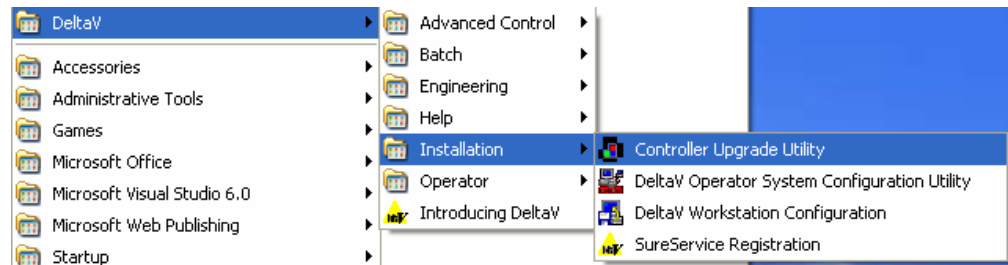 DeltaV
Accessories
Administrative Tools
Games
Microsoft Office
Microsoft Visual Studio 6.0
Microsoft Web Publishing
Startup
Advanced Control
Batch
Engineering
Help
Installation
Operator
Introducing DeltaV
Controller Upgrade Utility
DeltaV Operator System Configuration Utility
DeltaV Workstation Configuration
SureService Registration